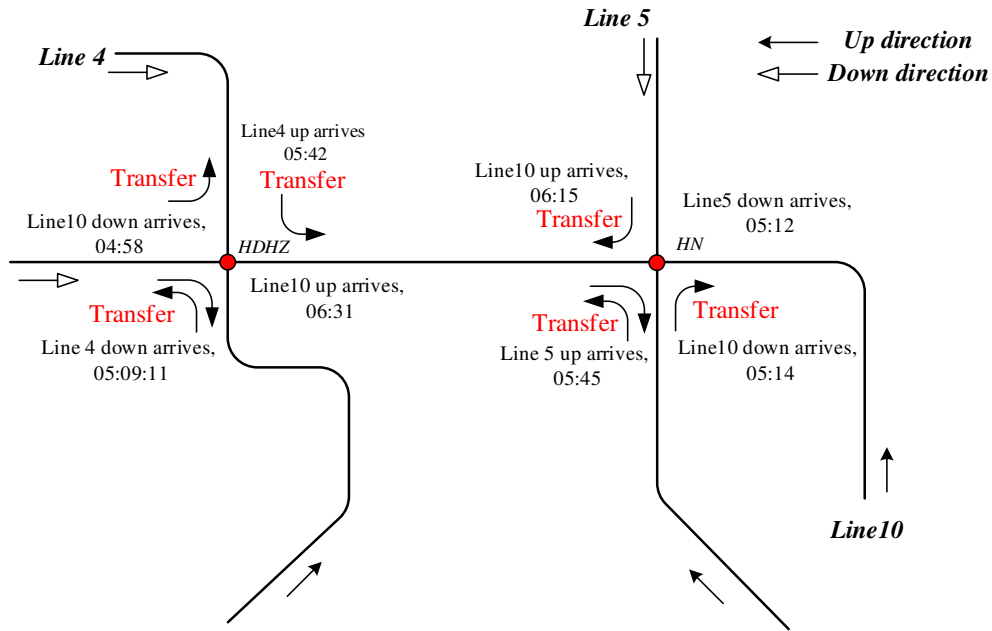 Line 5
Up direction
Line 4
Down direction
Line4 up arrives
05:42
Transfer
Transfer
Line10 up arrives,
06:15
Transfer
Line5 down arrives,
05:12
Line10 down arrives,
04:58
HDHZ
HN
Line10 up arrives,
06:31
Transfer
Line 4 down arrives,
05:09:11
Transfer
Line 5 up arrives,
05:45
Transfer
Line10 down arrives,
05:14
Line10